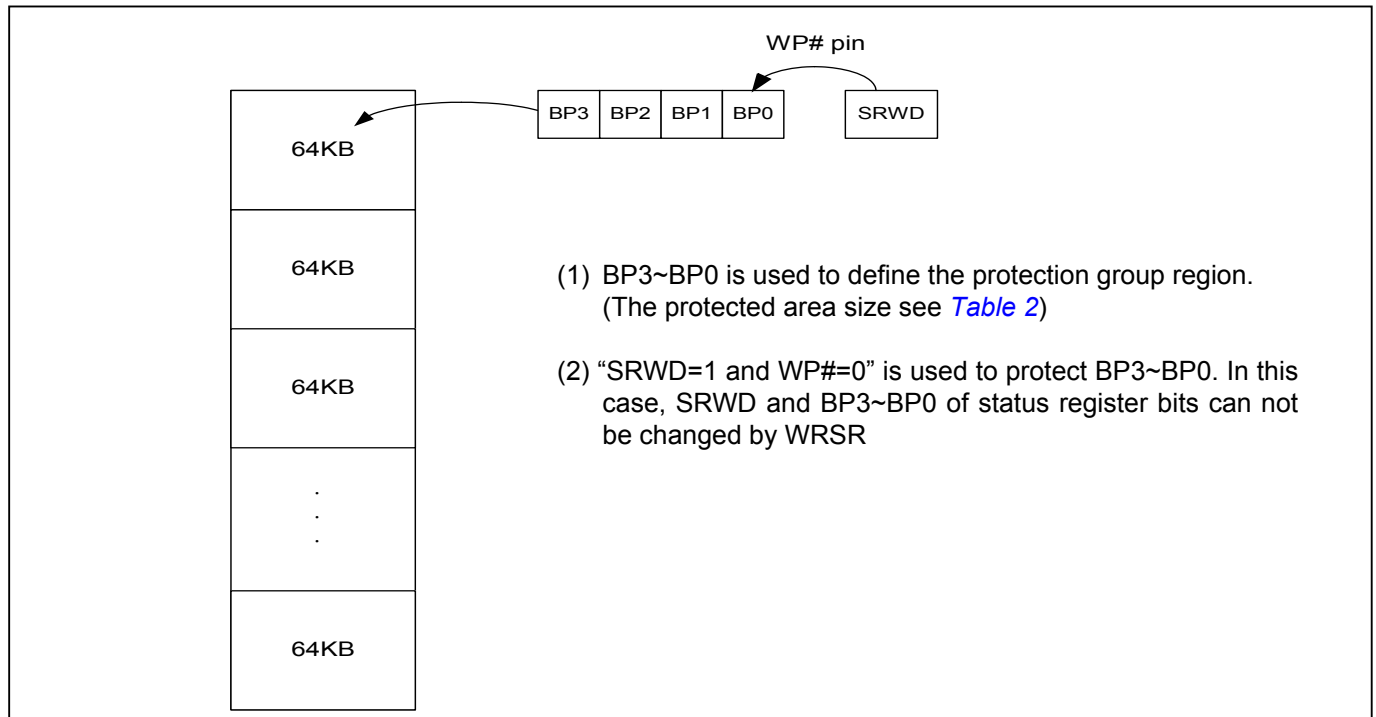 WP# pin
BP3 BP2 BP1 BP0 SRWD
64KB
64KB
(1) BP3~BP0 is used to define the protection group region.
(The protected area size see Table 2)
64KB
(2) “SRWD=1 and WP#=0” is used to protect BP3~BP0. In this
case, SRWD and BP3~BP0 of status register bits can not
be changed by WRSR
.
.
.
64KB